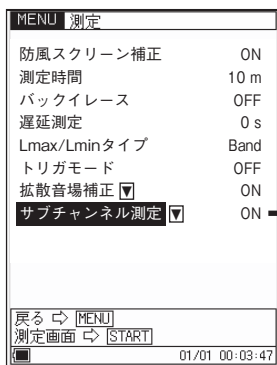 MENU 測定
防風スクリーン補正 ON
測定時間 10 m
バックイレース OFF
遅延測定 0 s
Lmax/Lminタイプ Band
トリガモード OFF
拡散音場補正 ▼ ON
サブチャンネル測定 ▼ ON
戻る ⇨ MENU
測定画面 ⇨ START
01/01 00:03:47